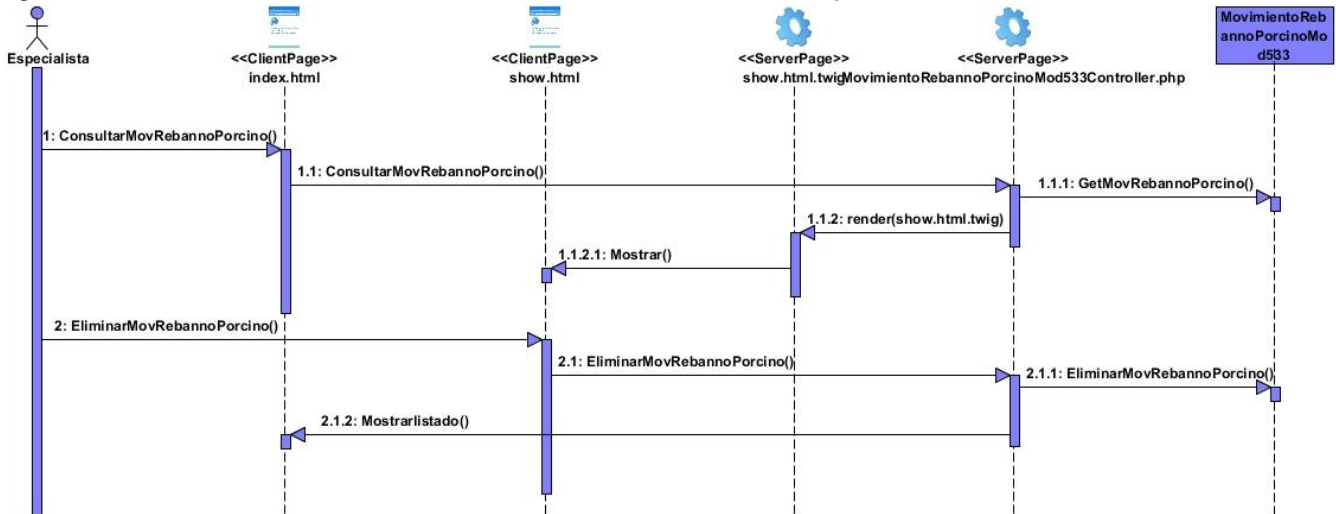 Especialista
<<ClientPage>>
index.html
<<ClientPage>>
show.html
<<ServerPage>>
show.html.twig
<<ServerPage>>
MovimientoRebannoPorcinoMod533Controller.php
MovimientoReb
annoPorcinoMo
d533
1: ConsultarMovRebannoPorcino()
1.1: ConsultarMovRebannoPorcino()
1.1.1: GetMovRebannoPorcino()
1.1.2: render(show.html.twig)
1.1.2.1: Mostrar()
2: EliminarMovRebannoPorcino()
2.1: EliminarMovRebannoPorcino()
2.1.1: EliminarMovRebannoPorcino()
2.1.2: Mostrarlistado()